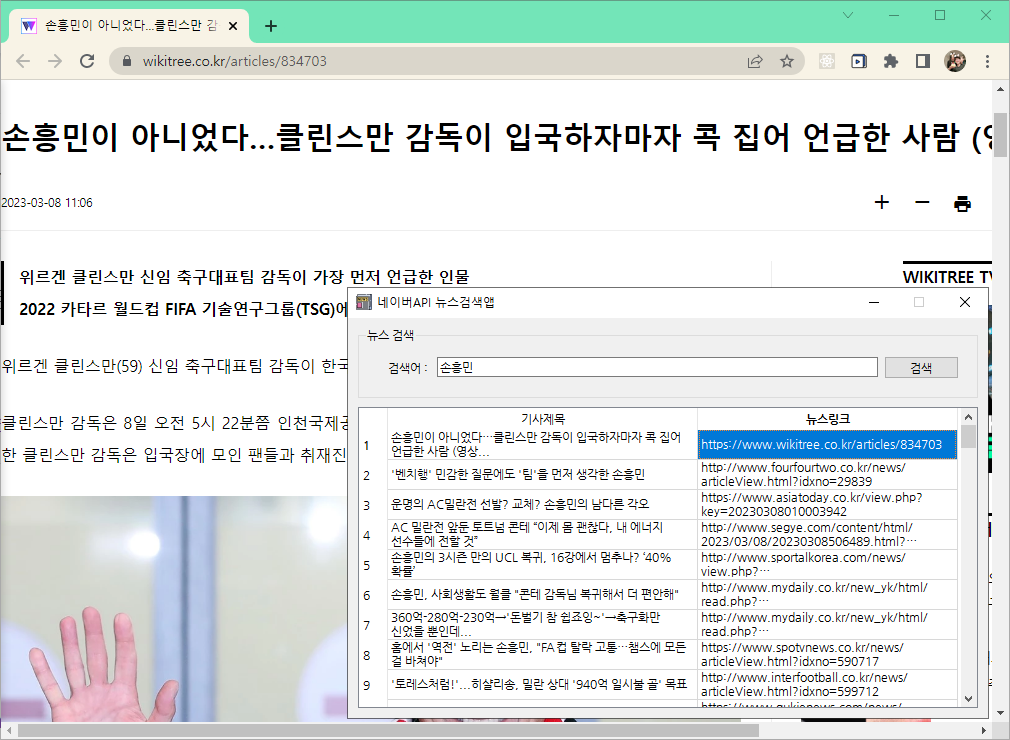 손흥민이 아니었다...클린스만 감
wikitree.co.kr/articles/834703
손흥민이 아니었다...클린스만 감독이 입국하자마자 콕 집어 언급한 사람 (영
2023-03-08 11:06
위르겐 클린스만 신임 축구대표팀 감독이 가장 먼저 언급한 인물
2022 카타르 월드컵 FIFA 기술연구그룹(TSG)에
WIKITREE TV
위르겐 클린스만(59) 신임 축구대표팀 감독이 한국
클린스만 감독은 8일 오전 5시 22분쯤 인천국제공
한 클린스만 감독은 입국장에 모인 팬들과 취재진
네이버API 뉴스검색앱
뉴스 검색
검색어 : 손흥민 검색
기사제목 뉴스링크
1 손흥민이 아니었다…클린스만 감독이 입국하자마자 콕 집어
언급한 사람 (영상...
https://www.wikitree.co.kr/articles/834703
2 '벤치행' 민감한 질문에도 '팀'을 먼저 생각한 손흥민
http://www.fourfourtwo.co.kr/news/
articleView.html?idxno=29839
3 운명의 AC밀란전 선발? 교체? 손흥민의 남다른 각오
https://www.asiatoday.co.kr/view.php?
key=20230308010003942
4 AC 밀란전 앞둔 토트넘 콘테 “이제 몸 괜찮다, 내 에너지
선수들에 전할 것”
http://www.segye.com/content/html/
2023/03/08/20230308506489.html?…
5 손흥민의 3시즌 만의 UCL 복귀, 16강에서 멈추나? ‘40%
확률’
http://www.sportalkorea.com/news/
view.php?…
6 손흥민, 사회생활도 월클 "콘테 감독님 복귀해서 더 편안해"
http://www.mydaily.co.kr/new_yk/html/
read.php?…
7 360억-280억-230억→'돈벌기 참 쉽죠잉~'→축구화만
신었을 뿐인데...
http://www.mydaily.co.kr/new_yk/html/
read.php?…
8 홈에서 '역전' 노리는 손흥민, "FA컵 탈락 고통…챔스에 모든
걸 바쳐야"
https://www.spotvnews.co.kr/news/
articleView.html?idxno=590717
9 '토레스처럼!'...히샬리송, 밀란 상대 '940억 일시불 골' 목표
http://www.interfootball.co.kr/news/
articleView.html?idxno=599712